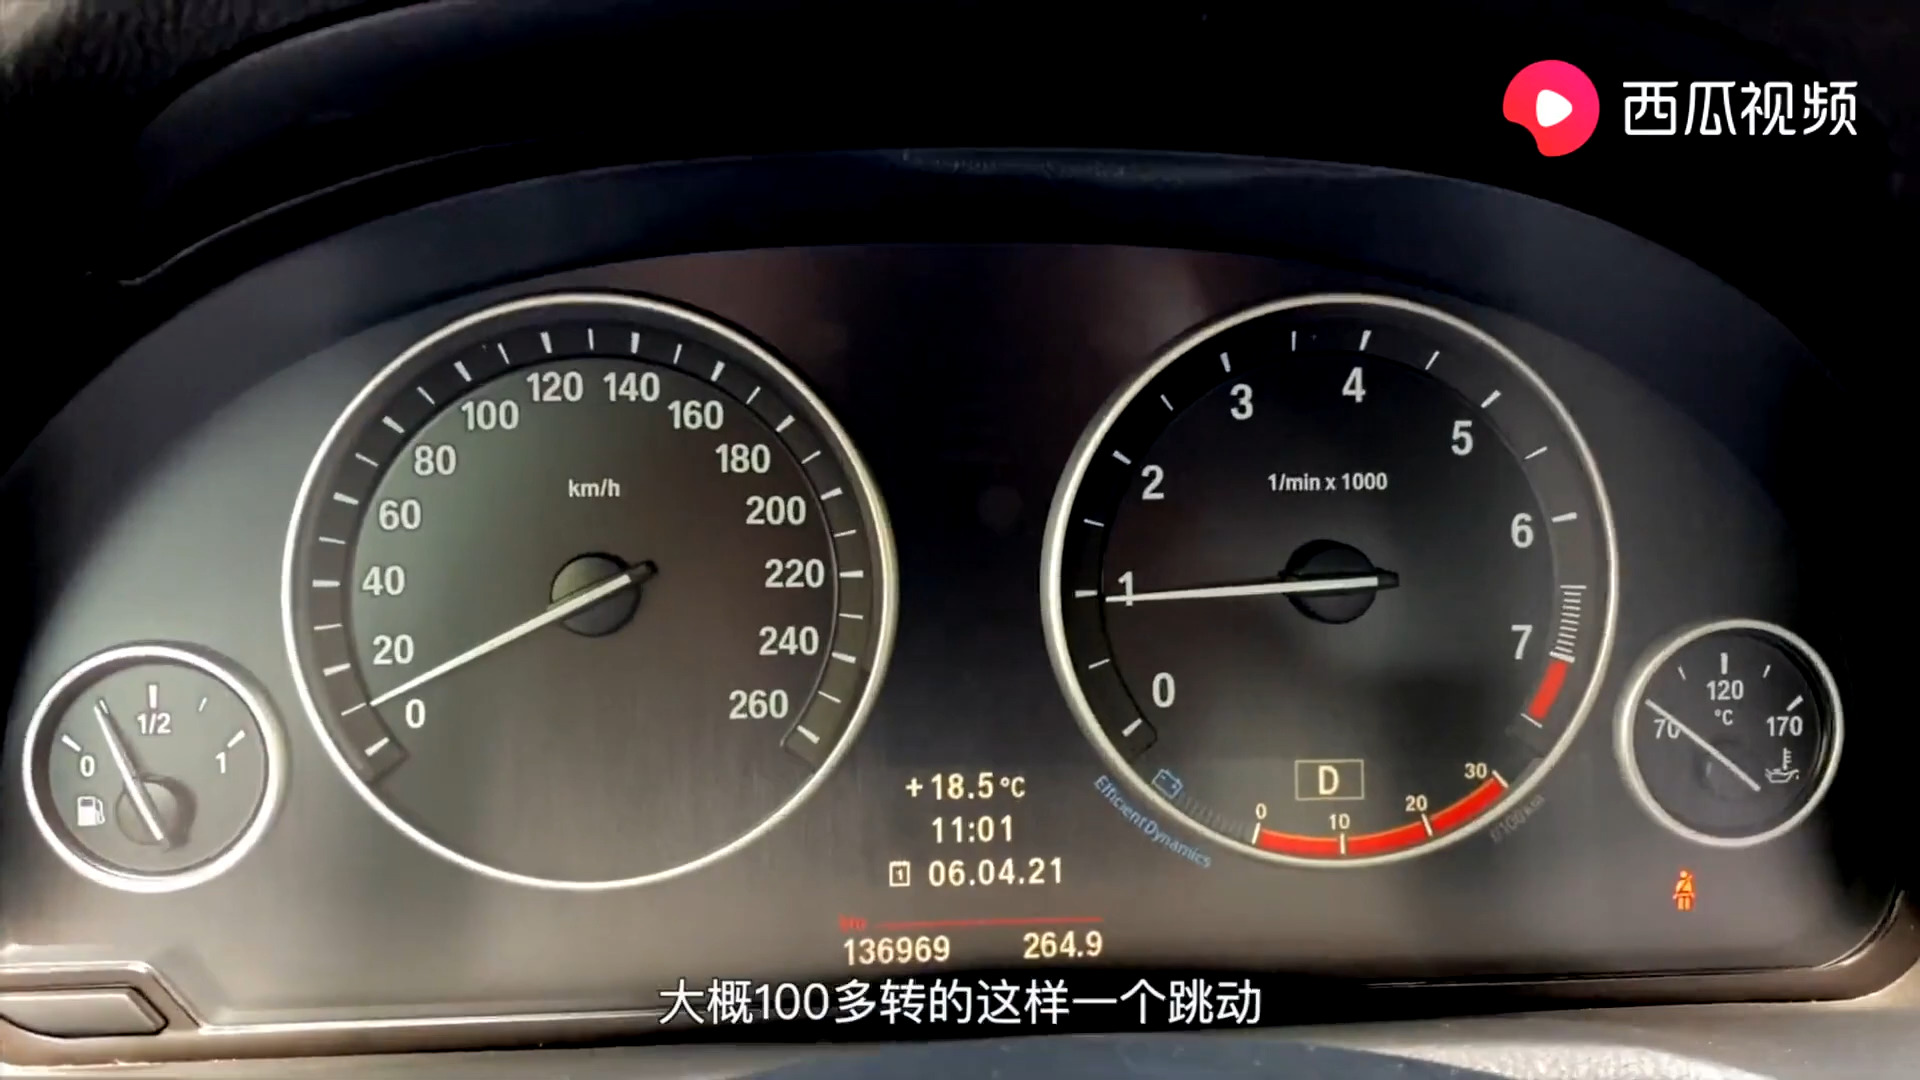 西瓜视频
120 140
100 160
80 180
km/h
60 200
40 220
20 240
0 260
3 4
2 5
1/min x 1000
1 6
0 7
1/2
0 1
120
°C
70 170
+18.5°C
11:01
1 06.04.21
D
0 10 20 30
EfficientDynamics
km
136969 264.9
大概100多转的这样一个跳动